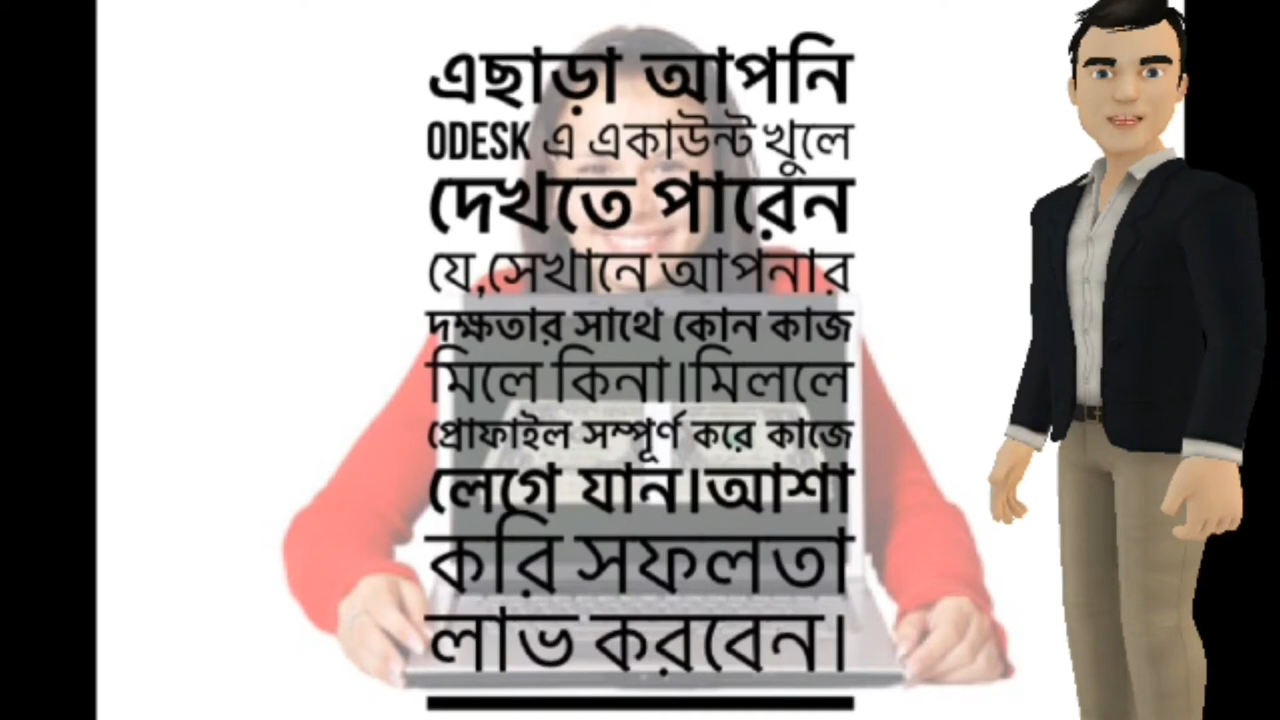 এছাড়া আপনি
ODESK এ একাউন্ট খুলে
দেখতে পারেন
যে,সেখানে আপনার
দক্ষতার সাথে কোন কাজ
মিলে কিনা।মিললে
প্রোফাইল সম্পূর্ণ করে কাজে
লেগে যান।আশা
করি সফলতা
লাভ করবেন।